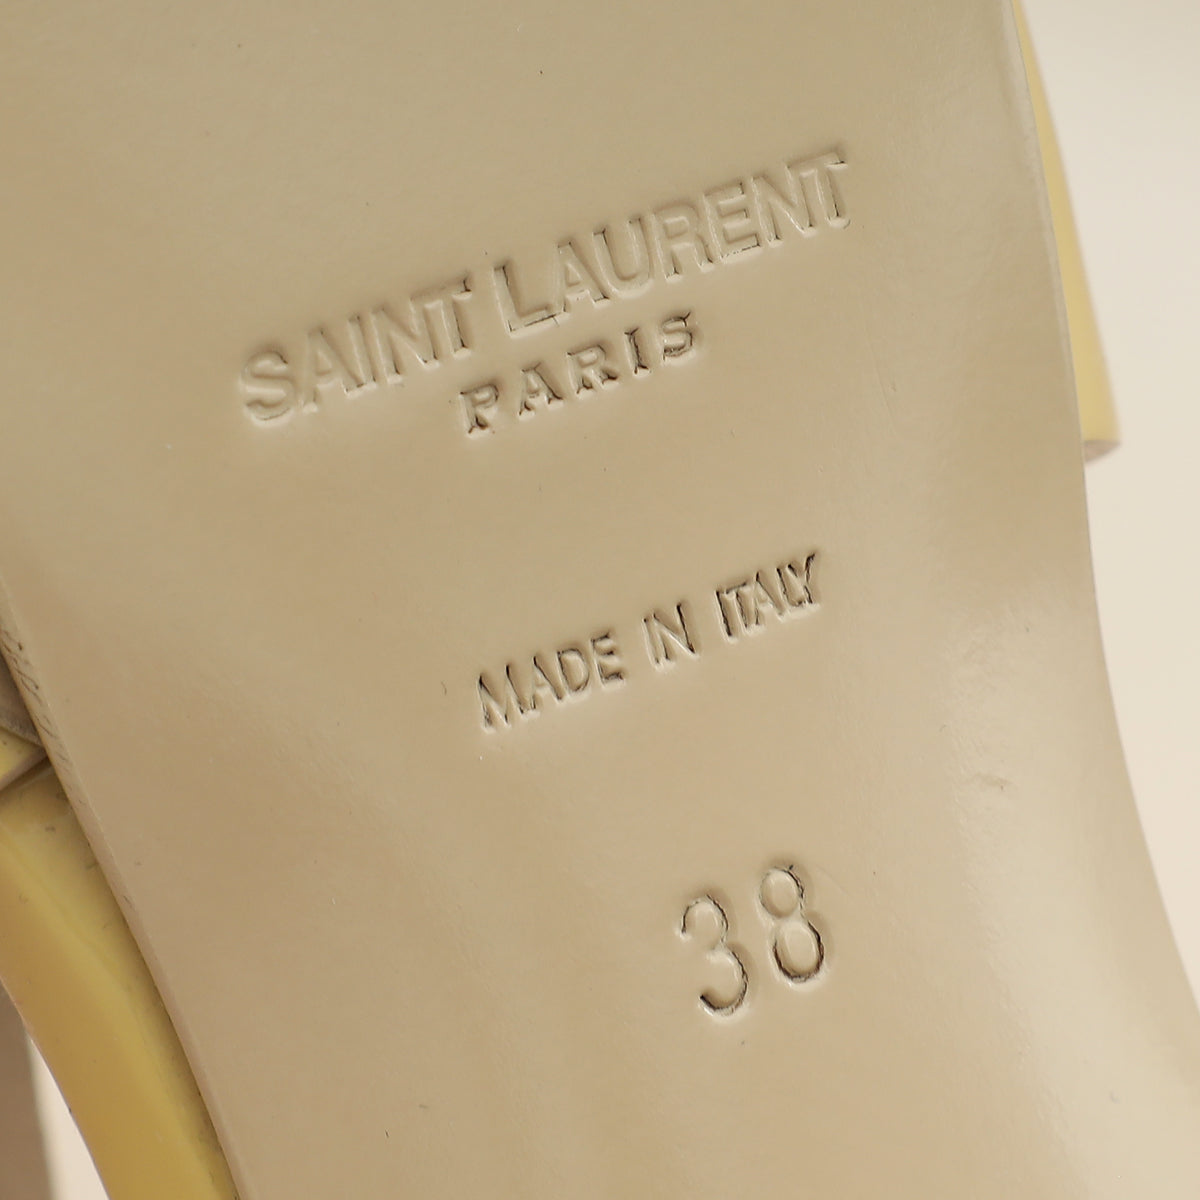 SAINT LAURENT
PARIS
MADE IN ITALY
38